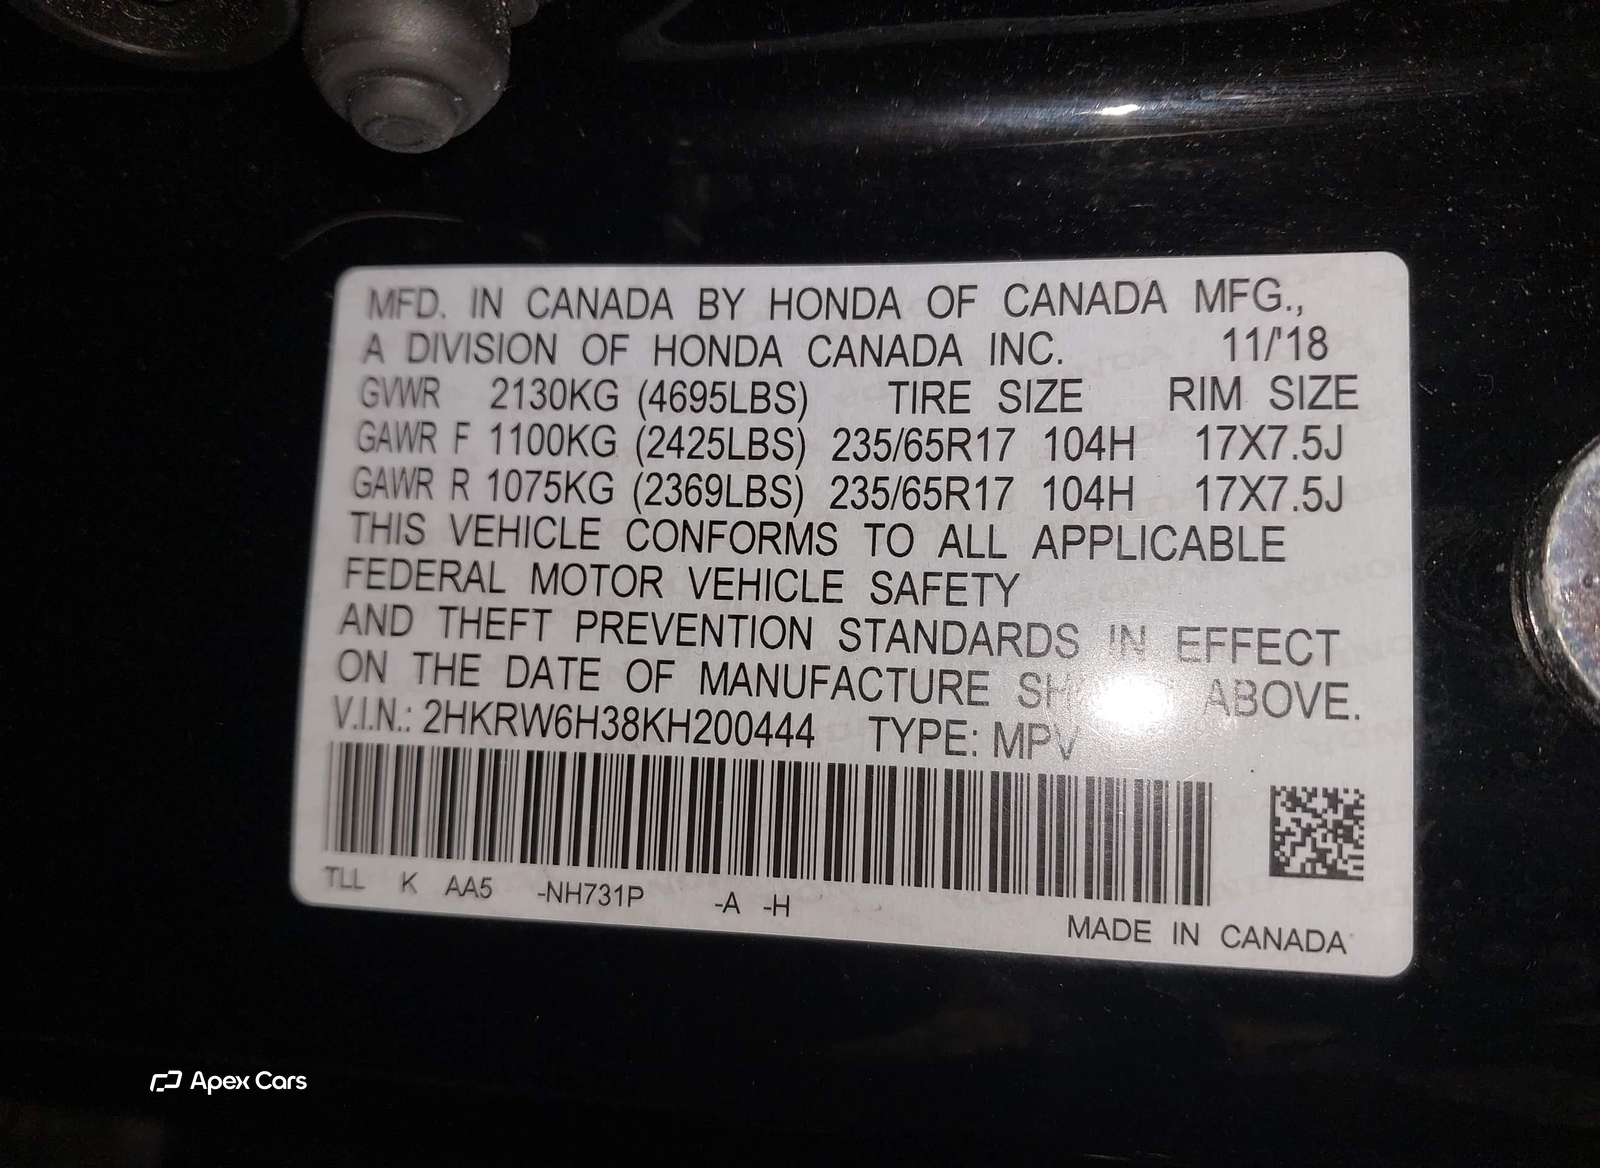 MFD. IN CANADA BY HONDA OF CANADA MFG.,
A DIVISION OF HONDA CANADA INC. 11/'18
GVWR 2130KG (4695LBS) TIRE SIZE RIM SIZE
GAWR F 1100KG (2425LBS) 235/65R17 104H 17X7.5J
GAWR R 1075KG (2369LBS) 235/65R17 104H 17X7.5J
THIS VEHICLE CONFORMS TO ALL APPLICABLE
FEDERAL MOTOR VEHICLE SAFETY
AND THEFT PREVENTION STANDARDS IN EFFECT
ON THE DATE OF MANUFACTURE ABOVE.
V.I.N.: 2HKRW6H38KH200444 TYPE: MPV
TLL K AA5 -NH731P -A -H
MADE IN CANADA
Apex Cars